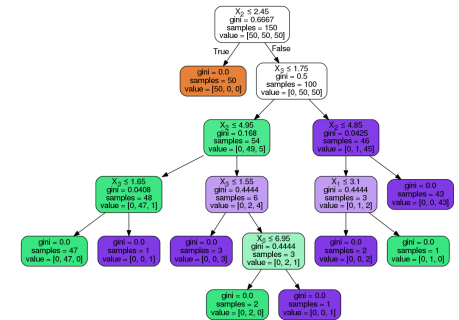 X₂ ≤ 2.45
gini = 0.6667
samples = 150
value = [50, 50, 50]
True
False
gini = 0.0
samples = 50
value = [50, 0, 0]
X₃ ≤ 1.75
gini = 0.5
samples = 100
value = [0, 50, 50]
X₂ ≤ 4.95
gini = 0.168
samples = 54
value = [0, 49, 5]
X₂ ≤ 4.85
gini = 0.0425
samples = 46
value = [0, 1, 45]
X₃ ≤ 1.65
gini = 0.0408
samples = 48
value = [0, 47, 1]
X₃ ≤ 1.55
gini = 0.4444
samples = 6
value = [0, 2, 4]
X₁ ≤ 3.1
gini = 0.4444
samples = 3
value = [0, 1, 2]
gini = 0.0
samples = 43
value = [0, 0, 43]
gini = 0.0
samples = 47
value = [0, 47, 0]
gini = 0.0
samples = 1
value = [0, 0, 1]
gini = 0.0
samples = 3
value = [0, 0, 3]
X₀ ≤ 6.95
gini = 0.4444
samples = 3
value = [0, 2, 1]
gini = 0.0
samples = 2
value = [0, 0, 2]
gini = 0.0
samples = 1
value = [0, 1, 0]
gini = 0.0
samples = 2
value = [0, 2, 0]
gini = 0.0
samples = 1
value = [0, 0, 1]